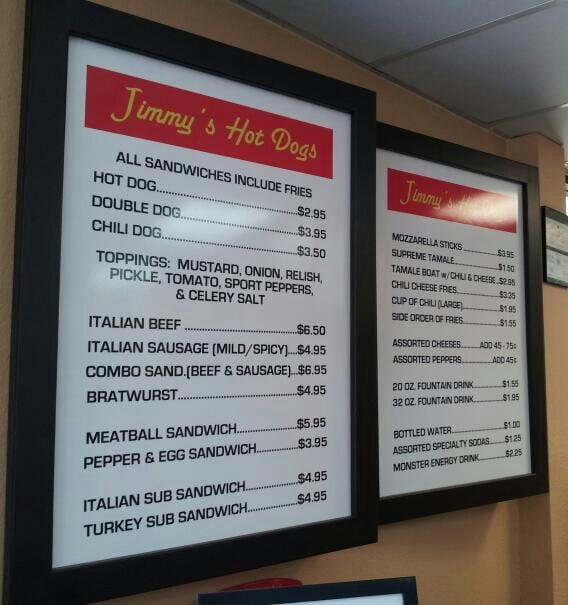 Jimmy's Hot Dogs
ALL SANDWICHES INCLUDE FRIES
HOT DOG..............................$2.95
DOUBLE DOG..............................$3.95
CHILI DOG..............................$3.50
TOPPINGS: MUSTARD, ONION, RELISH,
PICKLE, TOMATO, SPORT PEPPERS,
& CELERY SALT
ITALIAN BEEF ..............................$6.50
ITALIAN SAUSAGE (MILD/SPICY)....$4.95
COMBO SAND.(BEEF & SAUSAGE)...$6.95
BRATWURST..............................$4.95
MEATBALL SANDWICH....................$5.95
PEPPER & EGG SANDWICH..............$3.95
ITALIAN SUB SANDWICH..............$4.95
TURKEY SUB SANDWICH..............$4.95
Jimmy's Hot Dogs
MOZZARELLA STICKS ..............$3.95
SUPREME TAMALE..............$1.50
TAMALE BOAT w/CHILI & CHEESE..$2.95
CHILI CHEESE FRIES..............$3.35
CUP OF CHILI (LARGE)..............$1.95
SIDE ORDER OF FRIES..............$1.55
ASSORTED CHEESES........ADD 45 - 75¢
ASSORTED PEPPERS..............ADD 45¢
20 OZ. FOUNTAIN DRINK..............$1.55
32 OZ. FOUNTAIN DRINK..............$1.95
BOTTLED WATER..............$1.00
ASSORTED SPECIALTY SODAS......$1.25
MONSTER ENERGY DRINK........$2.25